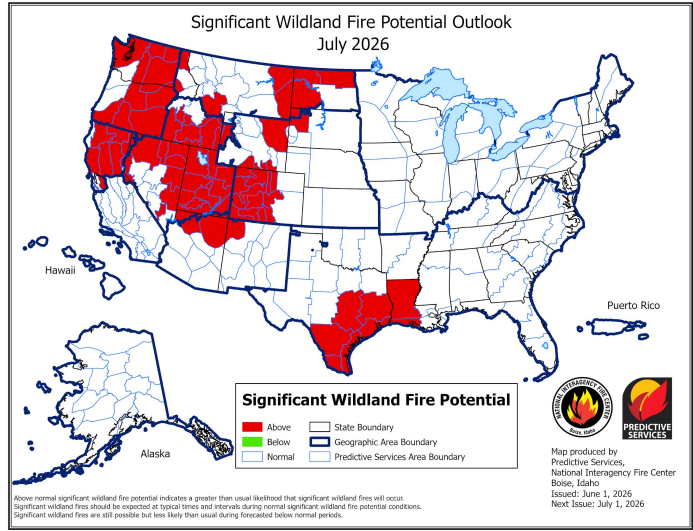 Significant Wildland Fire Potential Outlook
July 2026
Hawaii
Puerto Rico
Alaska
Significant Wildland Fire Potential
Above
Below
Normal
State Boundary
Geographic Area Boundary
Predictive Services Area Boundary
NATIONAL INTERAGENCY FIRE CENTER
Boise, Idaho
PREDICTIVE
SERVICES
Map produced by
Predictive Services,
National Interagency Fire Center
Boise, Idaho
Issued: June 1, 2026
Next Issue: July 1, 2026
Above normal significant wildland fire potential indicates a greater than usual likelihood that significant wildland fires will occur.
Significant wildland fires should be expected at typical times and intervals during normal significant wildland fire potential conditions.
Significant wildland fires are still possible but less likely than usual during forecasted below normal periods.